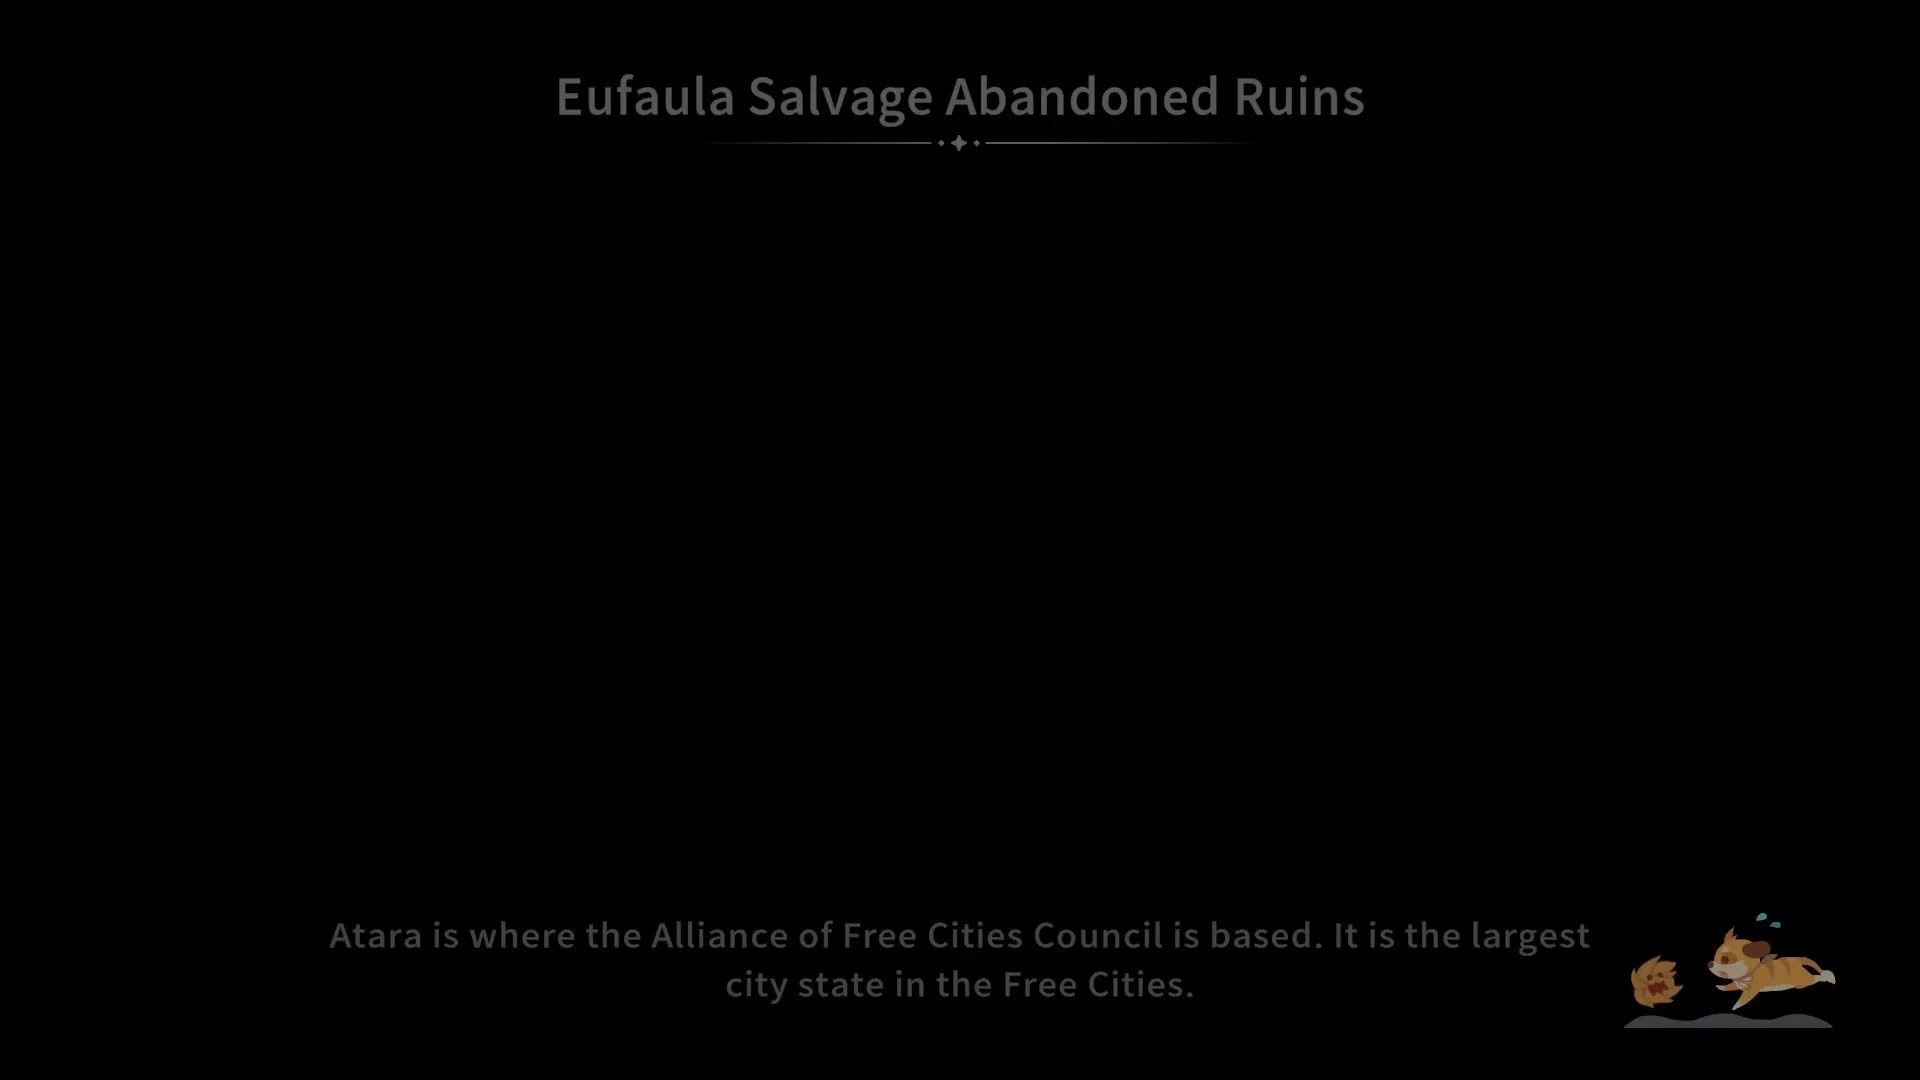 Eufaula Salvage Abandoned Ruins
Atara is where the Alliance of Free Cities Council is based. It is the largest
city state in the Free Cities.